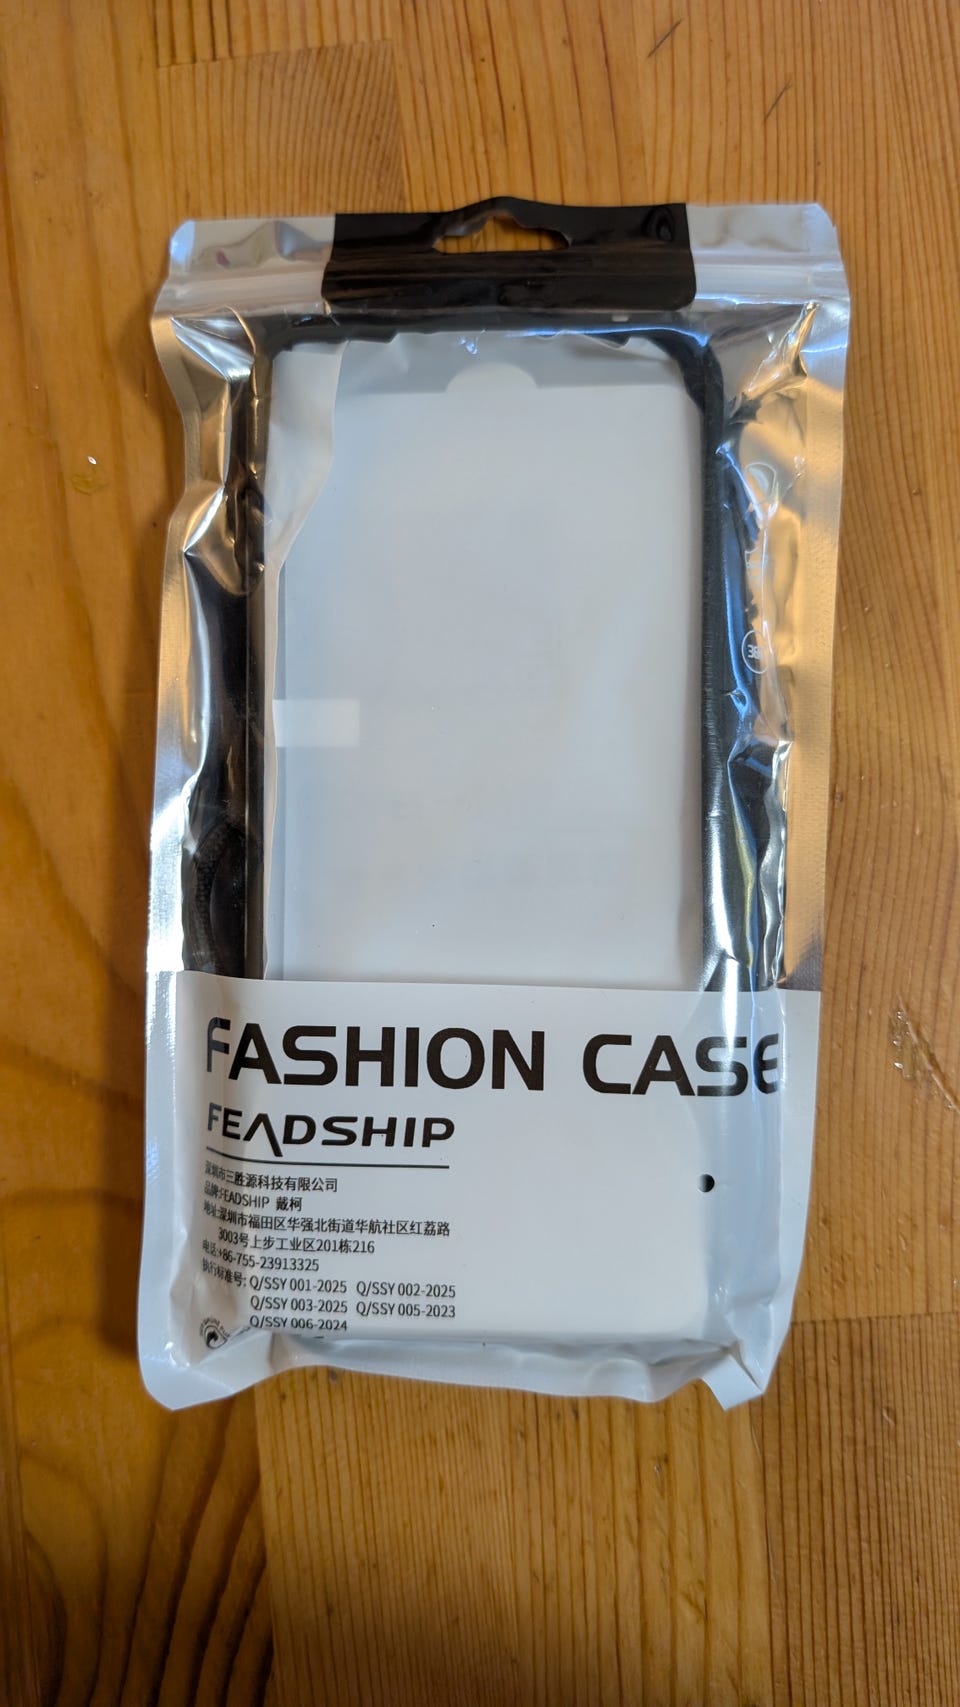 FASHION CASE
FEADSHIP
深圳市三胜源科技有限公司
品牌:FEADSHIP 戴柯
地址:深圳市福田区华强北街道华航社区红荔路
3003号上步工业区201栋216
电话:+86-755-23913325
执行标准号: Q/SSY 001-2025 Q/SSY 002-2025
Q/SSY 003-2025 Q/SSY 005-2023
Q/SSY 006-2024